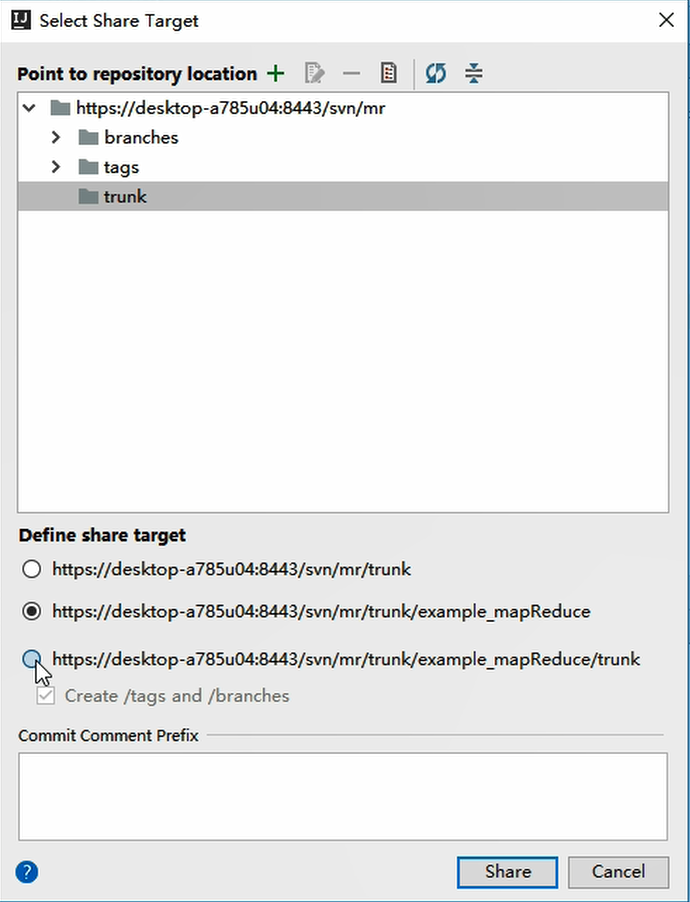 IJ Select Share Target
Point to repository location
https://desktop-a785u04:8443/svn/mr
branches
tags
trunk
Define share target
https://desktop-a785u04:8443/svn/mr/trunk
https://desktop-a785u04:8443/svn/mr/trunk/example_mapReduce
https://desktop-a785u04:8443/svn/mr/trunk/example_mapReduce/trunk
Create /tags and /branches
Commit Comment Prefix
? Share Cancel